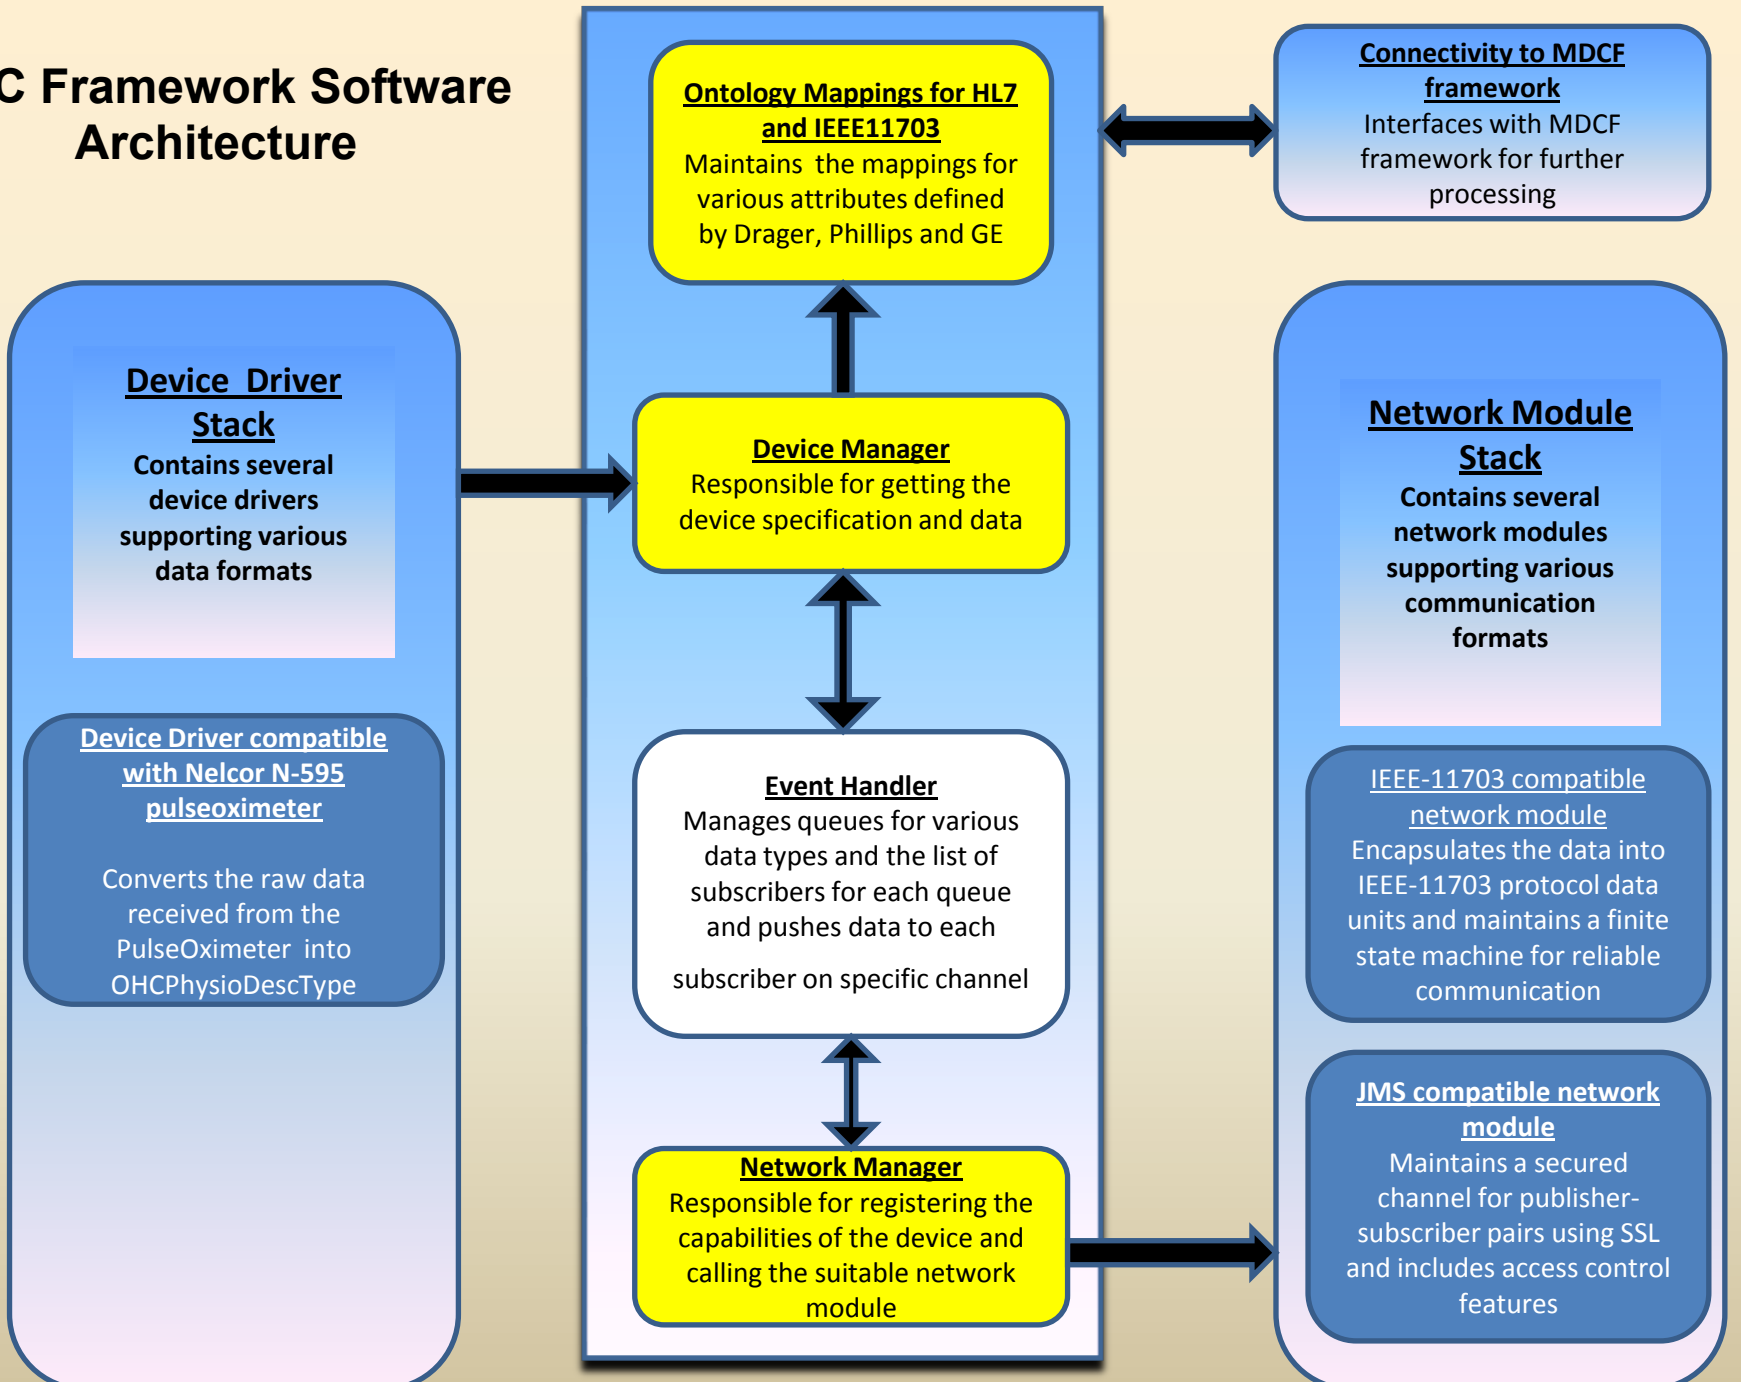 C Framework Software
Architecture
Ontology Mappings for HL7
and IEEE11703
Maintains the mappings for
various attributes defined
by Drager, Phillips and GE
Connectivity to MDCF
framework
Interfaces with MDCF
framework for further
processing
Device Driver
Stack
Contains several
device drivers
supporting various
data formats
Device Driver compatible
with Nelcor N-595
pulseoximeter
Converts the raw data
received from the
PulseOximeter into
OHCPhysioDescType
Device Manager
Responsible for getting the
device specification and data
Event Handler
Manages queues for various
data types and the list of
subscribers for each queue
and pushes data to each
subscriber on specific channel
Network Manager
Responsible for registering the
capabilities of the device and
calling the suitable network
module
Network Module
Stack
Contains several
network modules
supporting various
communication
formats
IEEE-11703 compatible
network module
Encapsulates the data into
IEEE-11703 protocol data
units and maintains a finite
state machine for reliable
communication
JMS compatible network
module
Maintains a secured
channel for publisher-
subscriber pairs using SSL
and includes access control
features